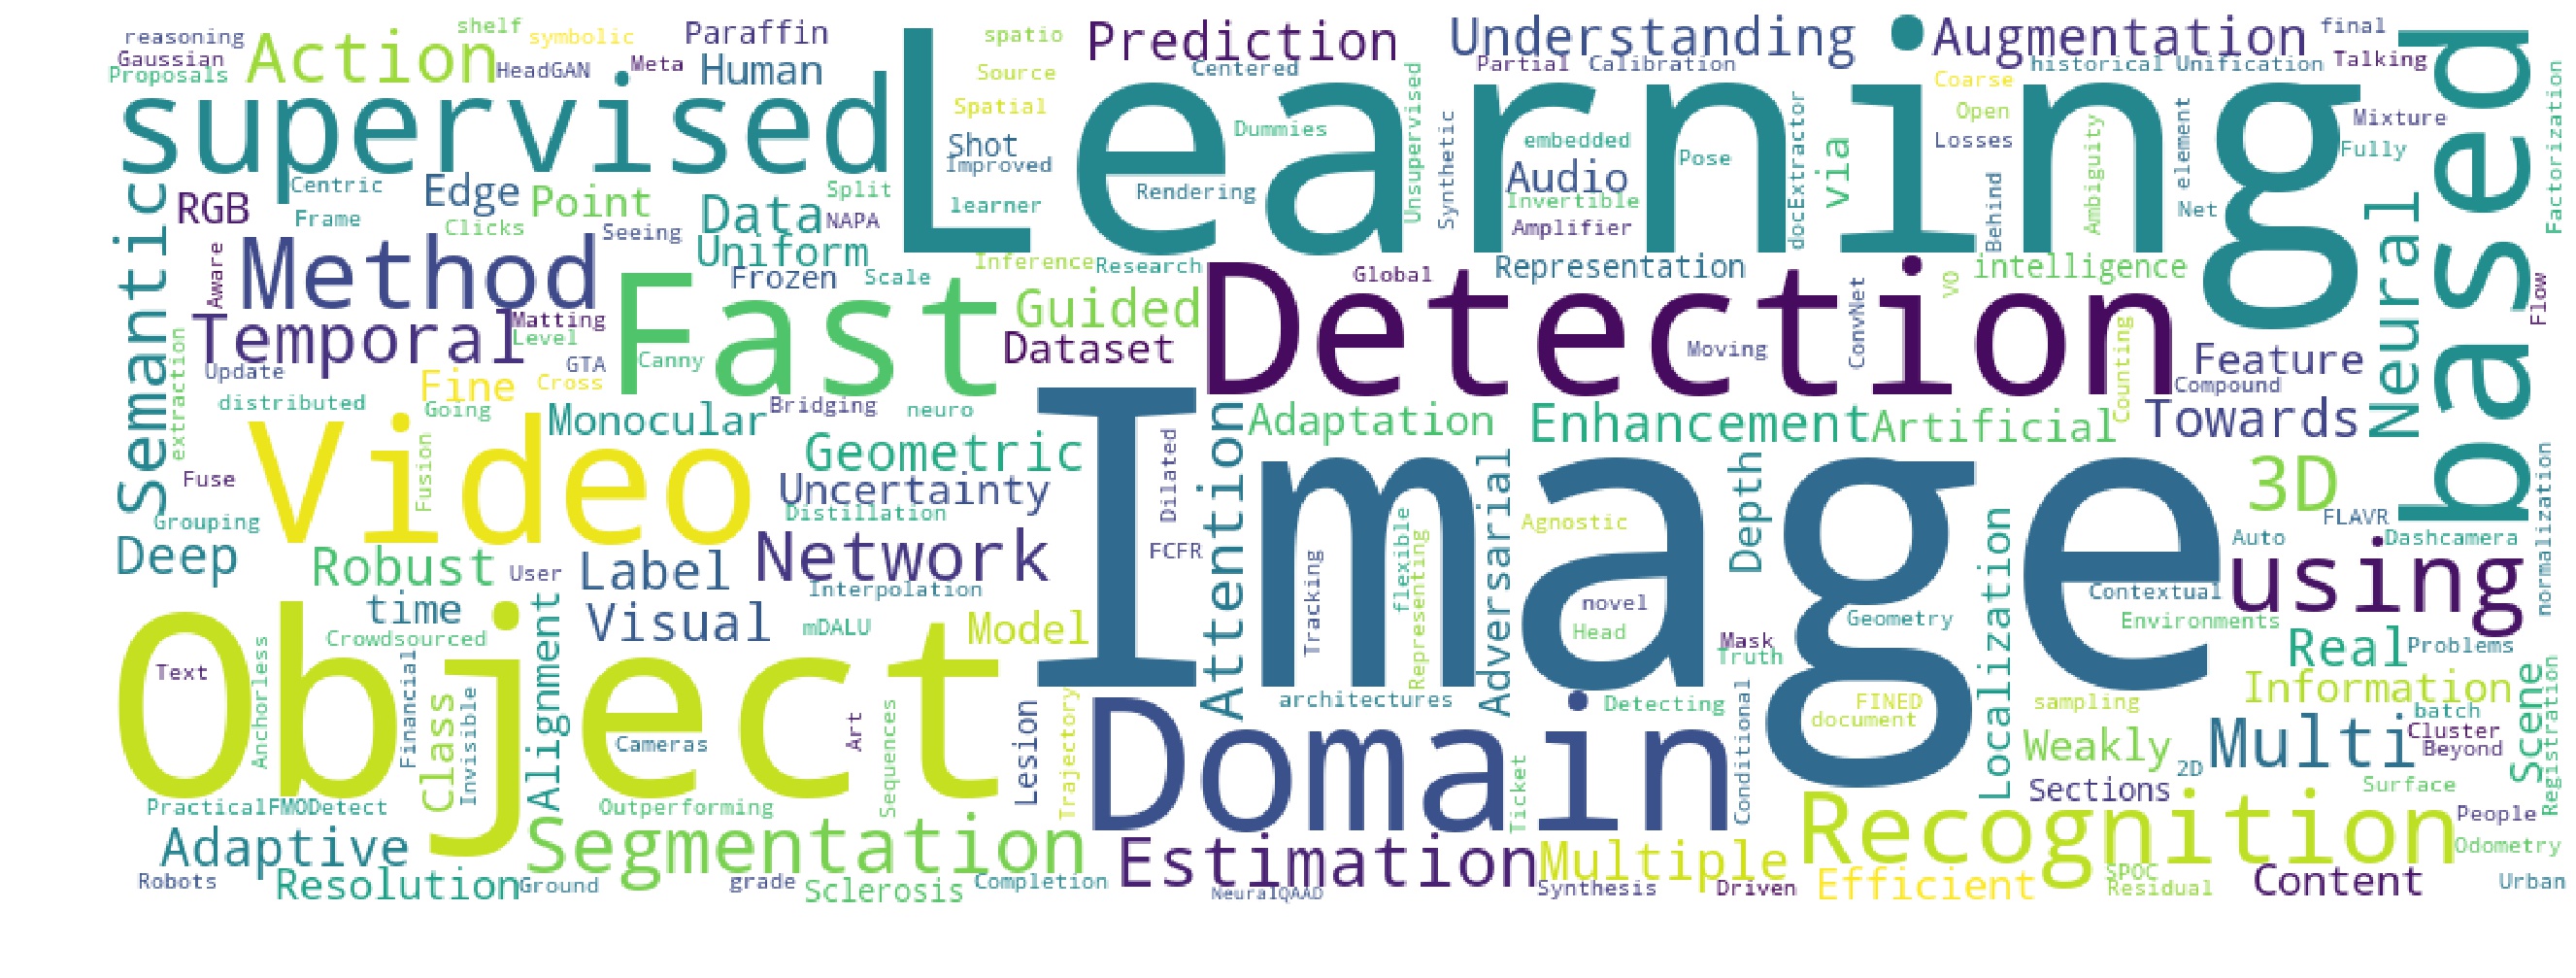 reasoning
Gaussian
Proposals
Action
shelf
symbolic
HeadGAN
Meta
Paraffin
Human
supervised
Learning
spatio
Source
Spatial
Prediction
Centered
Understanding
Partial
Calibration
Augmentation
final
historical
Unification
Talking
based
Factorization
Coarse
Open
Losses
Mixture
Fully
Shot
Improved
Dummies
Unsupervised
Synthetic
embedded
Audio
Invertible
Amplifier
Pose
docExtractor
via
Behind
Ambiguity
element
Net
Neural
Semantic
RGB
Centric
Frame
Edge
Clicks
Point
Seeing
Data
Split
NAPA
Uniform
learner
Rendering
Aware
Method
Frozen
Scale
Inference
Research
Global
Representation
VO
intelligence
Flow
Temporal
Matting
Level
GTA
Fast
Canny
Guided
Dataset
Detection
Moving
ConvNet
Counting
Feature
Compound
extraction
Update
distributed
Fine
Going
Cross
Monocular
Bridging
neuro
Adaptation
Enhancement
Artificial
Towards
Video
Fuse
Fusion
Grouping
Geometric
Uncertainty
Distillation
Image
Attention
Dilated
FCFR
Adversarial
Agnostic
Depth
3D
FLAVR
normalization
Deep
Robust
User
Label
Network
Interpolation
Auto
Dashcamera
using
time
Crowdsourced
Visual
mDALU
Model
Tracking
flexible
Representing
novel
Head
Mask
Truth
Geometry
Localization
Contextual
Environments
Real
Problems
Object
Text
Anchorless
Financial
Class
Invisible
Alignment
Cameras
Art
Sequences
Lesion
Trajectory
Domain
architectures
Detecting
Conditional
FINED
document
sampling
Information
batch
Scene
Registration
Weakly
Multi
Cluster
Beyond
2D
Practical
FMODetect
Outperforming
Ticket
Sections
Surface
People
Adaptive
Segmentation
Estimation
Multiple
Recognition
Odometry
Robots
Resolution
Ground
grade
Sclerosis
Completion
NeuralQAAD
Synthesis
Driven
Efficient
SPOC
Residual
Content
Urban